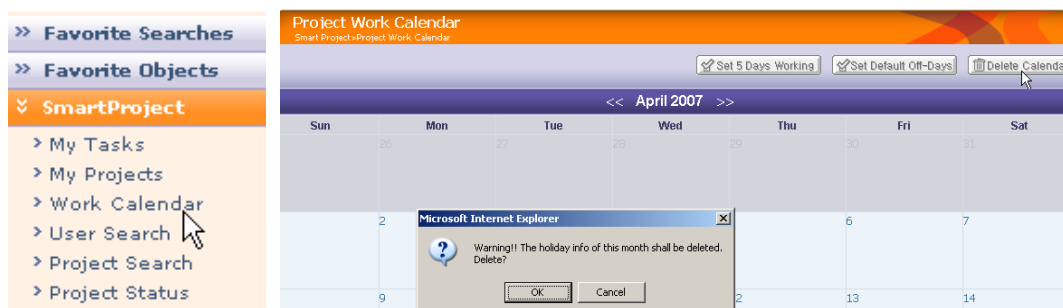 Favorite Searches
Favorite Objects
SmartProject
My Tasks
My Projects
Work Calendar
User Search
Project Search
Project Status
Project Work Calendar
Smart Project>Project Work Calendar
Set 5 Days Working Set Default Off-Days Delete Calenda
<< April 2007 >>
Sun Mon Tue Wed Thu Fri Sat
26 27 28 29 30 31
2 6 7
Microsoft Internet Explorer
Warning!! The holiday info of this month shall be deleted.
Delete?
OK Cancel
9 2 13 14